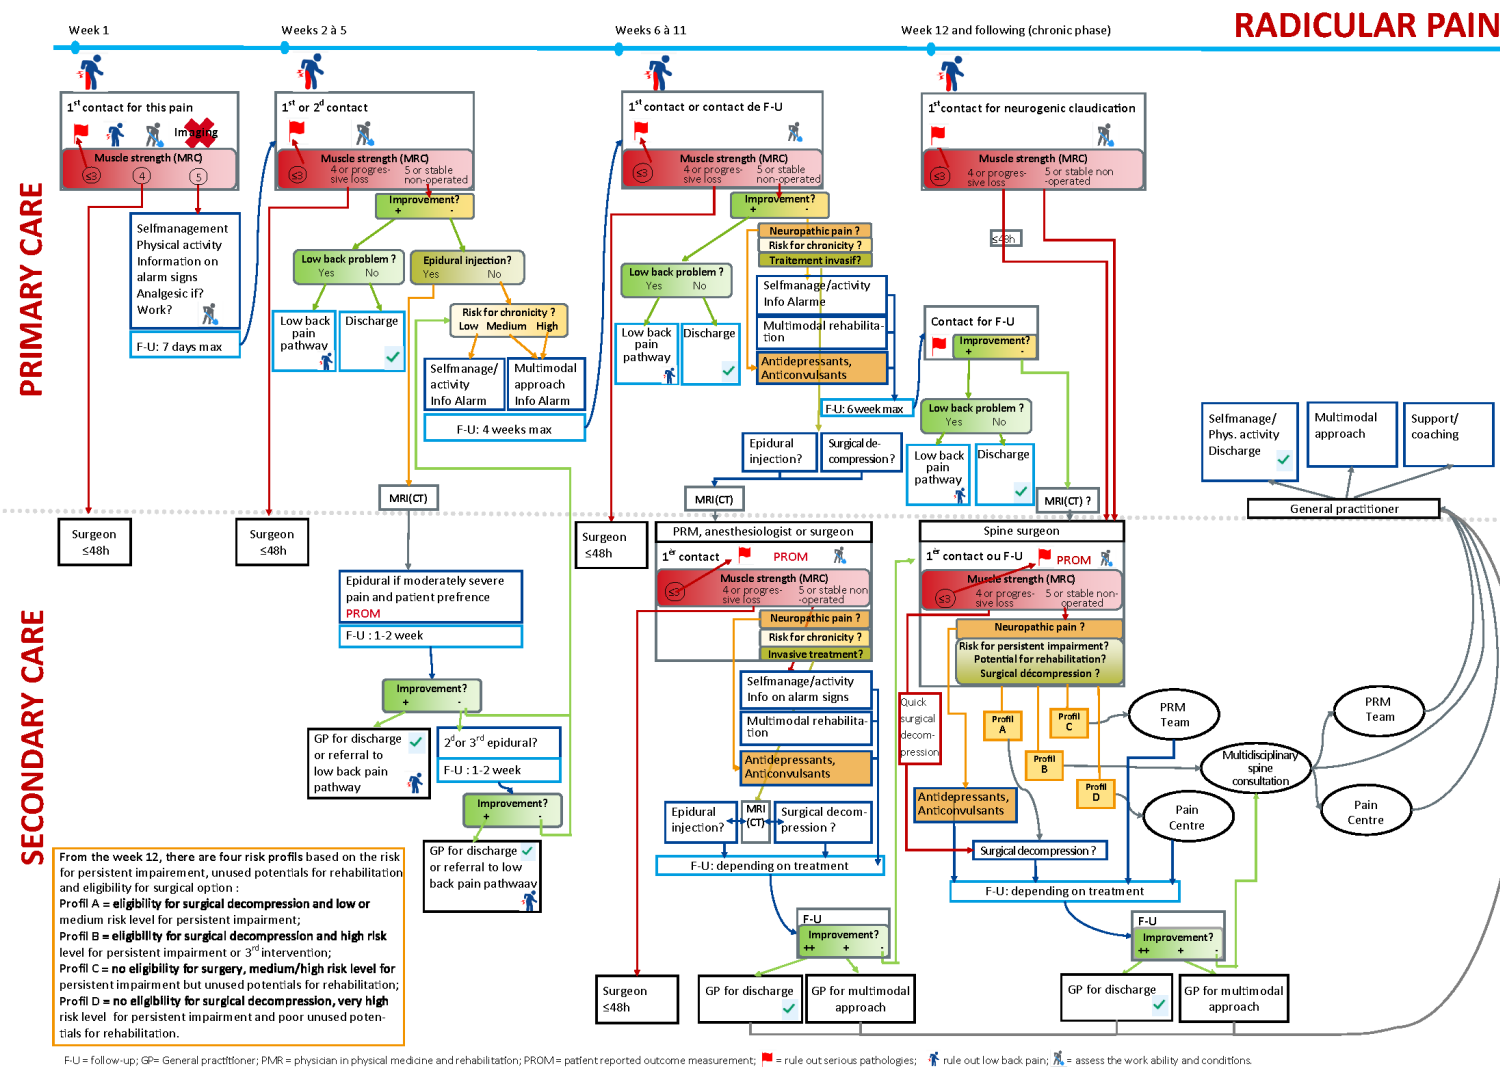 RADICULAR PAIN
Week 1
Weeks 2 à 5
Weeks 6 à 11
Week 12 and following (chronic phase)
PRIMARY CARE
SECONDARY CARE
1st contact for this pain
Imaging
Muscle strength (MRC)
≤3
4
5
Selfmanagement
Physical activity
Information on
alarm signs
Analgesic if?
Work?
F-U: 7 days max
Surgeon
≤48h
1st or 2d contact
Muscle strength (MRC)
≤3
4 or progres-
sive loss
5 or stable
non-operated
Improvement?
+ -
Low back problem ?
Yes No
Epidural injection?
Yes No
Low back
pain
pathway
Discharge
Risk for chronicity ?
Low Medium High
Selfmanage/
activity
Info Alarm
Multimodal
approach
Info Alarm
F-U: 4 weeks max
MRI(CT)
Surgeon
≤48h
Epidural if moderately severe
pain and patient prefrence
PROM
F-U : 1-2 week
Improvement?
+ -
GP for discharge
or referral to
low back pain
pathway
2d or 3rd epidural?
F-U : 1-2 week
Improvement?
+ -
GP for discharge
or referral to low
back pain pathwaav
1st contact or contact de F-U
Muscle strength (MRC)
≤3
4 or progres-
sive loss
5 or stable
non-operated
Improvement?
+ -
Neuropathic pain ?
Risk for chronicity ?
Traitement invasif?
Low back problem ?
Yes No
Low back
pain
pathway
Discharge
Selfmanage/activity
Info Alarme
Multimodal rehabilita-
tion
Antidepressants,
Anticonvulsants
F-U: 6 week max
Epidural
injection?
Surgical de-
compression ?
MRI(CT)
Surgeon
≤48h
PRM, anesthesiologist or surgeon
1er contact
PROM
Muscle strength (MRC)
≤3
4 or progres-
sive loss
5 or stable non
-operated
Neuropathic pain ?
Risk for chronicity ?
Invasive treatment?
Selfmanage/activity
Info on alarm signs
Multimodal rehabilita-
tion
Antidepressants,
Anticonvulsants
Epidural
injection?
MRI
(CT)
Surgical decom-
pression ?
F-U: depending on treatment
F-U
Improvement?
++ + -
Surgeon
≤48h
GP for discharge
GP for multimodal
approach
1st contact for neurogenic claudication
Muscle strength (MRC)
≤3
4 or progres-
sive loss
5 or stable non
-operated
≤48h
Contact for F-U
Improvement?
+ -
Low back problem ?
Yes No
Low back
pain
pathway
Discharge
MRI(CT) ?
Spine surgeon
1er contact ou F-U
PROM
Muscle strength (MRC)
≤3
4 or progres-
sive loss
5 or stable non-
operated
Neuropathic pain ?
Risk for persistent impairment?
Potential for rehabilitation?
Surgical décompression ?
Quick
surgical
decom-
pression
Profil
A
Profil
B
Profil
C
Profil
D
PRM
Team
Pain
Centre
Antidepressants,
Anticonvulsants
Surgical decompression ?
F-U: depending on treatment
F-U
Improvement?
++ + -
GP for discharge
GP for multimodal
approach
Selfmanage/
Phys. activity
Discharge
Multimodal
approach
Support/
coaching
General practitioner
Multidisciplinary
spine
consultation
PRM
Team
Pain
Centre
From the week 12, there are four risk profils based on the risk
for persistent impairement, unused potentials for rehabilitation
and eligibility for surgical option :
Profil A = eligibility for surgical decompression and low or
medium risk level for persistent impairment;
Profil B = eligibility for surgical decompression and high risk
level for persistent impairment or 3rd intervention;
Profil C = no eligibility for surgery, medium/high risk level for
persistent impairment but unused potentials for rehabilitation;
Profil D = no eligibility for surgical decompression, very high
risk level for persistent impairment and poor unused poten-
tials for rehabilitation.
F-U = follow-up; GP= General practitioner; PMR = physician in physical medicine and rehabilitation; PROM = patient reported outcome measurement; = rule out serious pathologies; rule out low back pain; = assess the work ability and conditions.